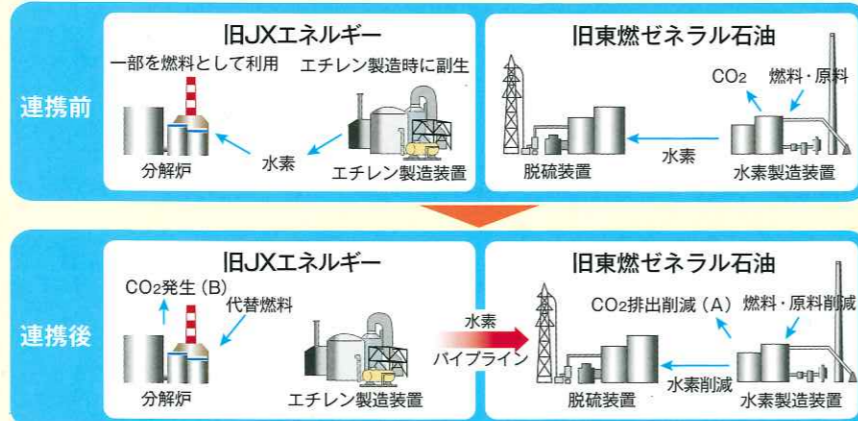 連携前
旧JXエネルギー
一部を燃料として利用
エチレン製造時に副生
水素
分解炉
エチレン製造装置
旧東燃ゼネラル石油
CO2
燃料・原料
水素
脱硫装置
水素製造装置
連携後
旧JXエネルギー
CO2発生(B)
代替燃料
分解炉
エチレン製造装置
水素
パイプライン
旧東燃ゼネラル石油
CO2排出削減(A)
燃料・原料削減
水素削減
脱硫装置
水素製造装置